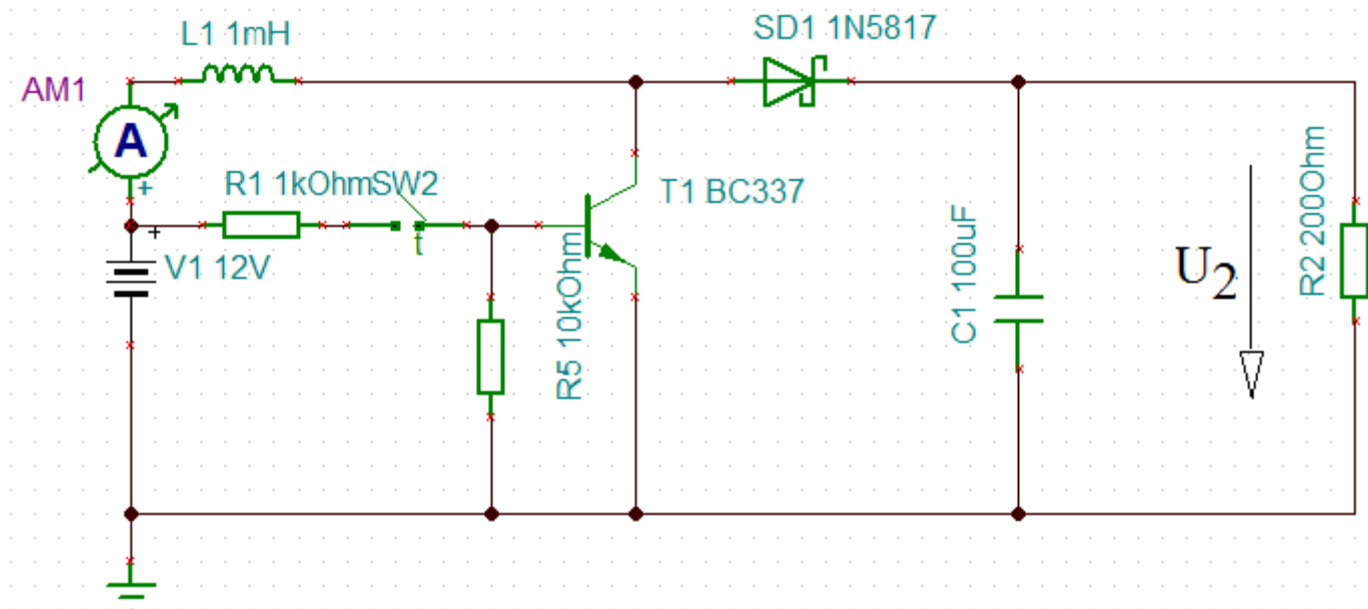 SD1 1N5817
L1 1mH
AM1
A
+
R1 1kOhmSW2
T1 BC337
+
t
V1 12V
R5 10kOhm
C1 100uF
U2
R2 200Ohm